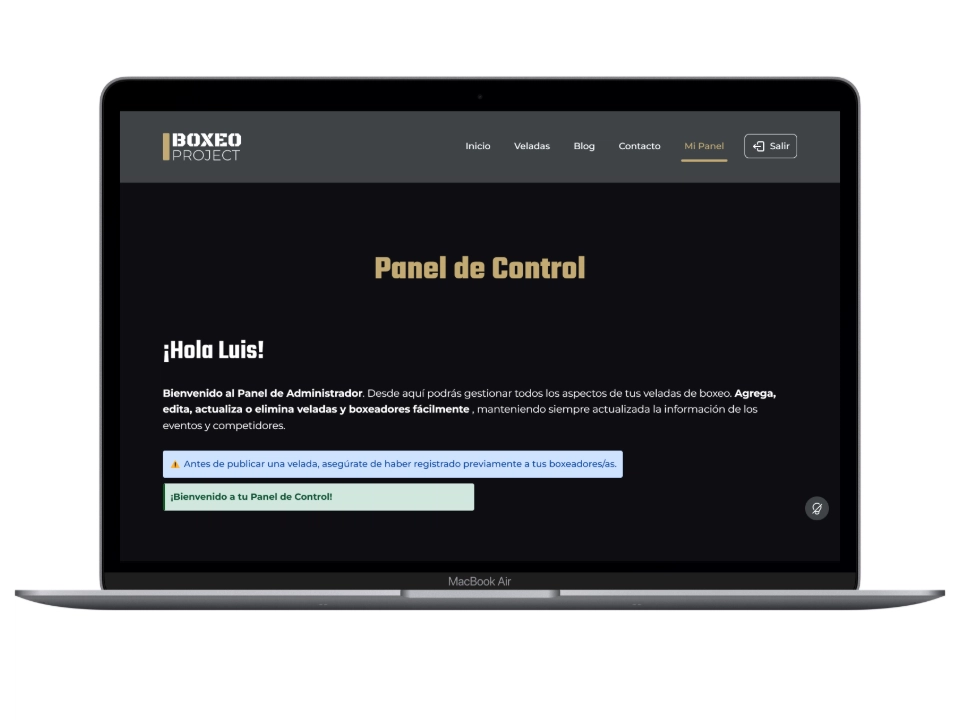 BOXEO
PROJECT
Inicio Veladas Blog Contacto Mi Panel Salir
Panel de Control
¡Hola Luis!
Bienvenido al Panel de Administrador. Desde aquí podrás gestionar todos los aspectos de tus veladas de boxeo. Agrega,
edita, actualiza o elimina veladas y boxeadores fácilmente , manteniendo siempre actualizada la información de los
eventos y competidores.
⚠️ Antes de publicar una velada, asegúrate de haber registrado previamente a tus boxeadores/as.
¡Bienvenido a tu Panel de Control!
MacBook Air